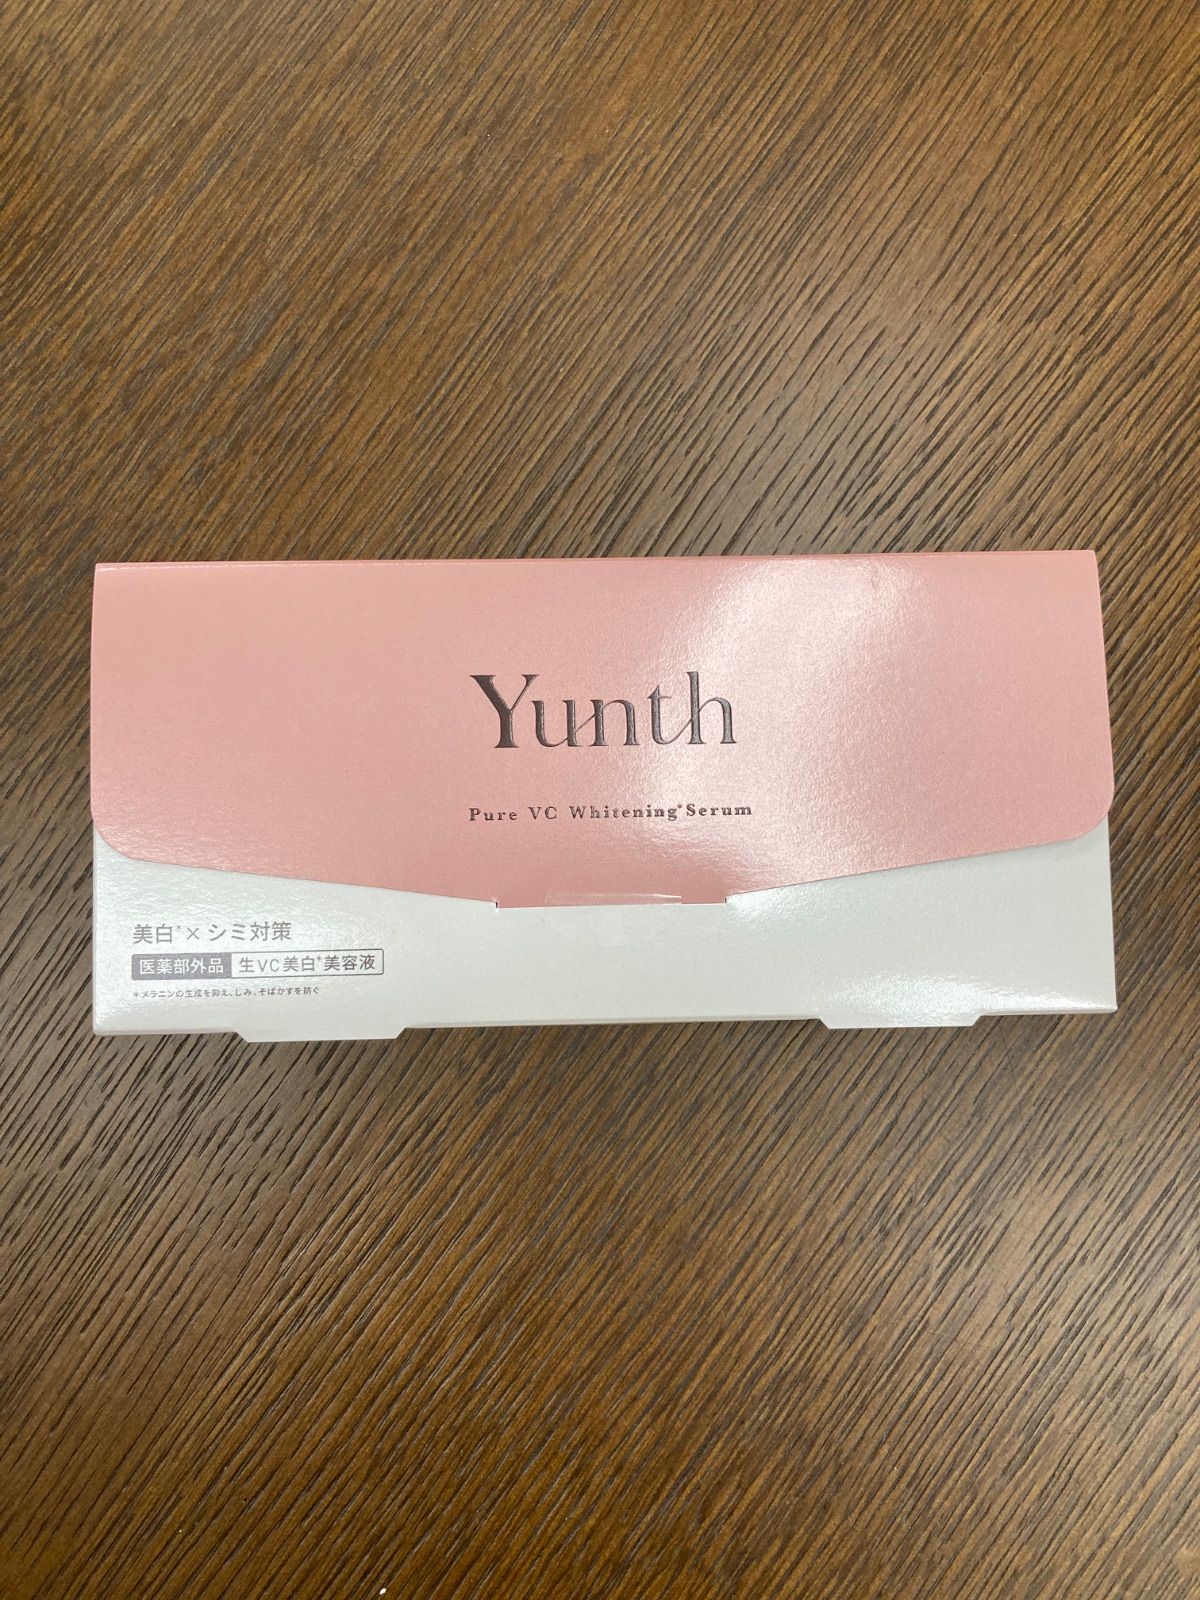 Yunth
Pure VC Whitening*Serum
美白*×シミ対策
医薬部外品 生VC美白*美容液
*メラニンの生成を抑え、しみ、そばかすを防ぐ